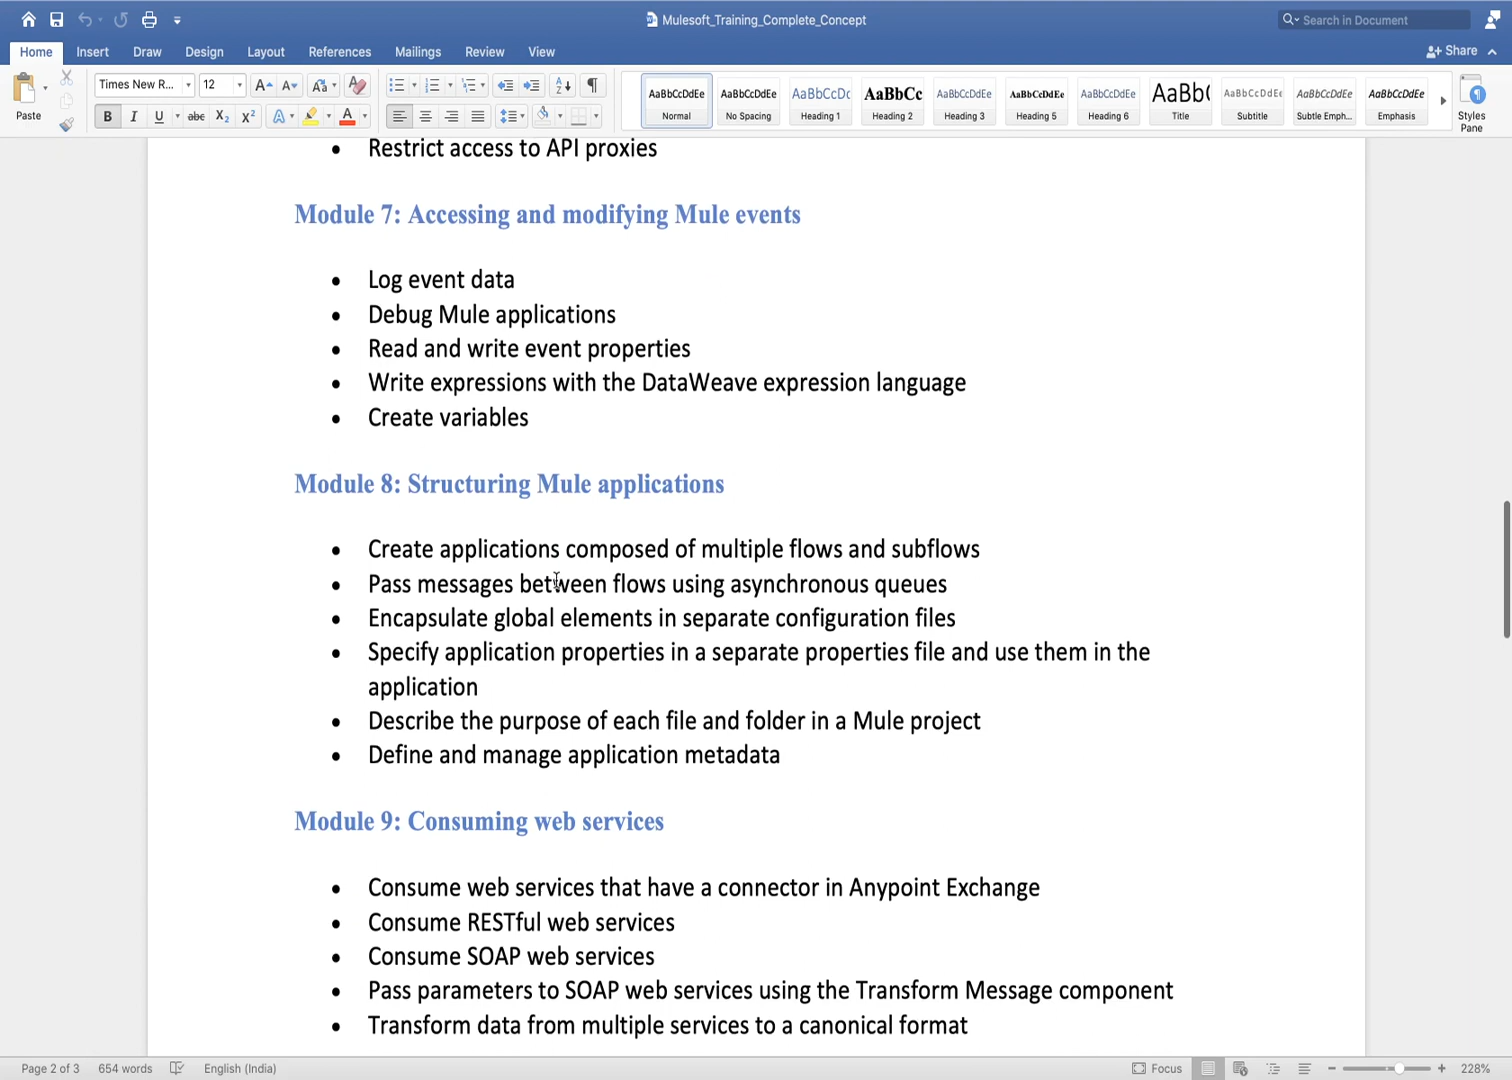 Mulesoft_Training_Complete_Concept
Search in Document
Home Insert Draw Design Layout References Mailings Review View
Share
Paste
Times New R...
12
AaBbCcDdEe
Normal
AaBbCcDdEe
No Spacing
AaBbCcDc
Heading 1
AaBbCc
Heading 2
AaBbCcDdEe
Heading 3
AaBbCcDdEe
Heading 5
AaBbCcDdEe
Heading 6
AaBb(
Title
AaBbCcDdEe
Subtitle
AaBbCcDdEe
Subtle Emph...
AaBbCcDdEe
Emphasis
Styles
Pane
• Restrict access to API proxies
Module 7: Accessing and modifying Mule events
• Log event data
• Debug Mule applications
• Read and write event properties
• Write expressions with the DataWeave expression language
• Create variables
Module 8: Structuring Mule applications
• Create applications composed of multiple flows and subflows
• Pass messages between flows using asynchronous queues
• Encapsulate global elements in separate configuration files
• Specify application properties in a separate properties file and use them in the
application
• Describe the purpose of each file and folder in a Mule project
• Define and manage application metadata
Module 9: Consuming web services
• Consume web services that have a connector in Anypoint Exchange
• Consume RESTful web services
• Consume SOAP web services
• Pass parameters to SOAP web services using the Transform Message component
• Transform data from multiple services to a canonical format
Page 2 of 3 654 words English (India) Focus 228%